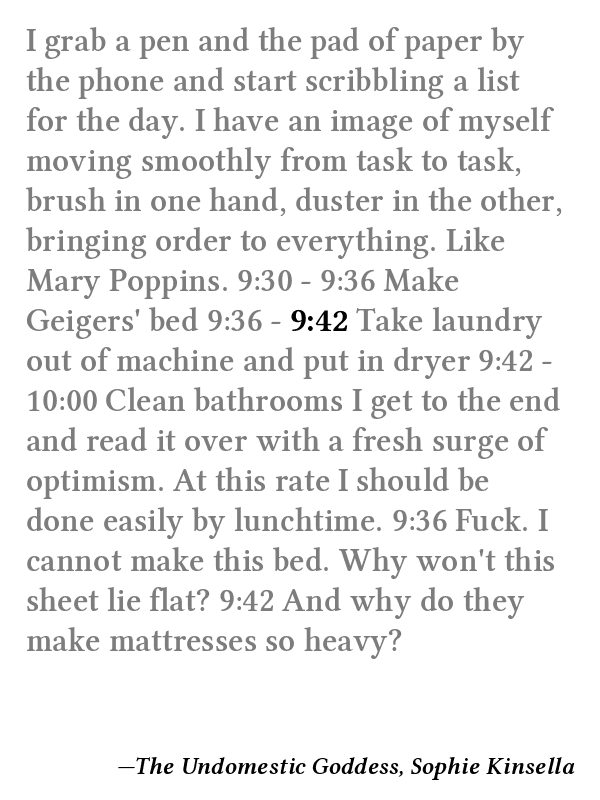 I grab a pen and the pad of paper by
the phone and start scribbling a list
for the day. I have an image of myself
moving smoothly from task to task,
brush in one hand, duster in the other,
bringing order to everything. Like
Mary Poppins. 9:30 - 9:36 Make
Geigers' bed 9:36 - 9:42 Take laundry
out of machine and put in dryer 9:42 -
10:00 Clean bathrooms I get to the end
and read it over with a fresh surge of
optimism. At this rate I should be
done easily by lunchtime. 9:36 Fuck. I
cannot make this bed. Why won't this
sheet lie flat? 9:42 And why do they
make mattresses so heavy?
—The Undomestic Goddess, Sophie Kinsella